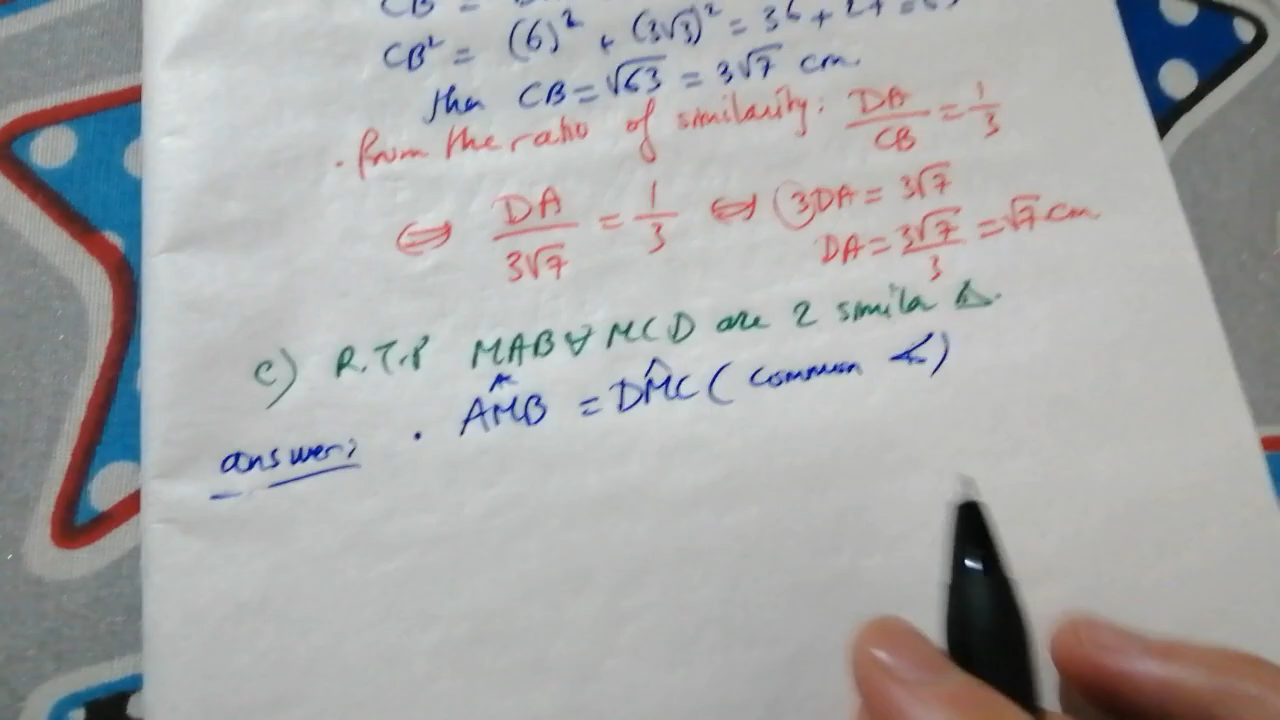 CB =
CB² = (6)² + (3√3)² = 36 + 27 = 63
then CB = √63 = 3√7 cm.
. from the ratio of similarity: DA/CB = 1/3
⇔ DA/3√7 = 1/3 ⇔ 3DA = 3√7
DA = 3√7/3 = √7 cm
c) R.T.P MAB & MCD are 2 simila Δ.
answer: . AM̂B = DM̂C (common ∡)